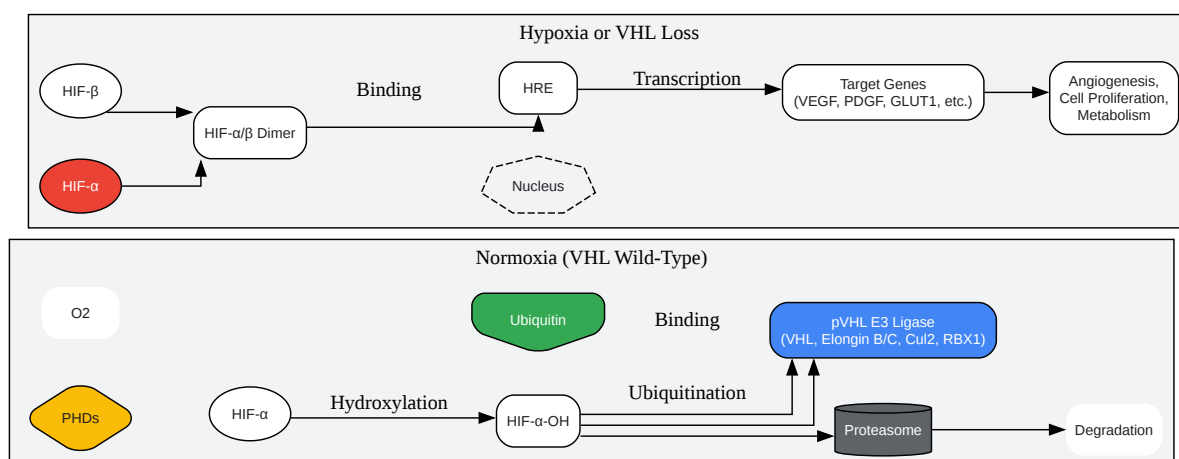 Hypoxia or VHL Loss
HIF-β
HIF-α
HIF-α/β Dimer
Binding
HRE
Nucleus
Transcription
Target Genes
(VEGF, PDGF, GLUT1, etc.)
Angiogenesis,
Cell Proliferation,
Metabolism
Normoxia (VHL Wild-Type)
O2
Ubiquitin
Binding
pVHL E3 Ligase
(VHL, Elongin B/C, Cul2, RBX1)
PHDs
HIF-α
Hydroxylation
HIF-α-OH
Ubiquitination
Proteasome
Degradation